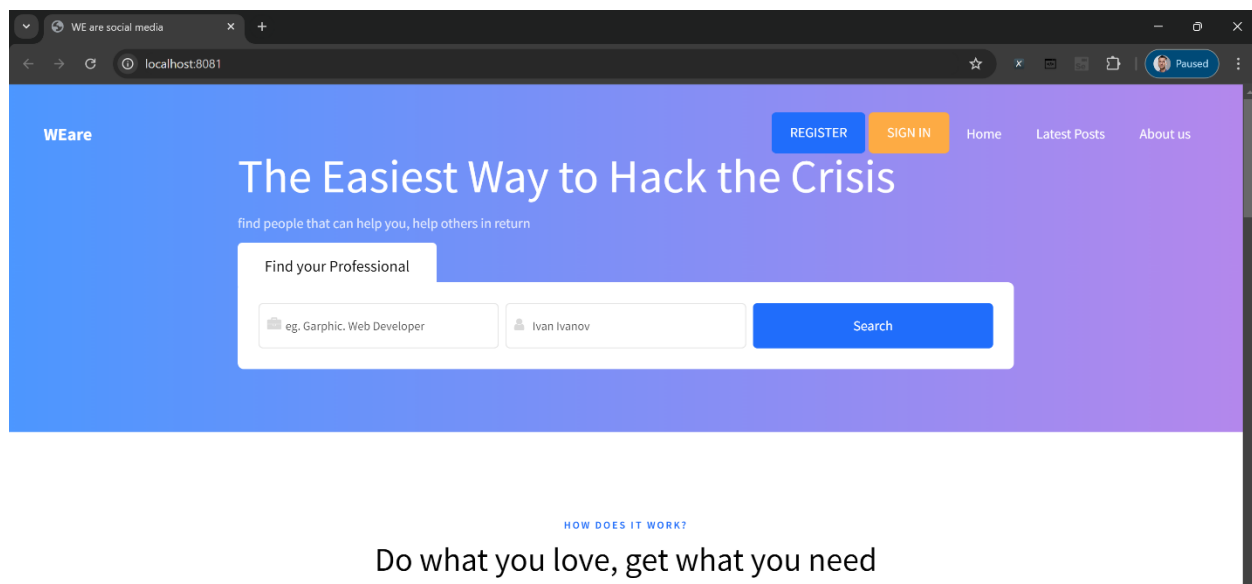 WE are social media
localhost:8081
Paused
WEare
REGISTER SIGN IN Home Latest Posts About us
The Easiest Way to Hack the Crisis
find people that can help you, help others in return
Find your Professional
eg. Garphic. Web Developer Ivan Ivanov Search
HOW DOES IT WORK?
Do what you love, get what you need